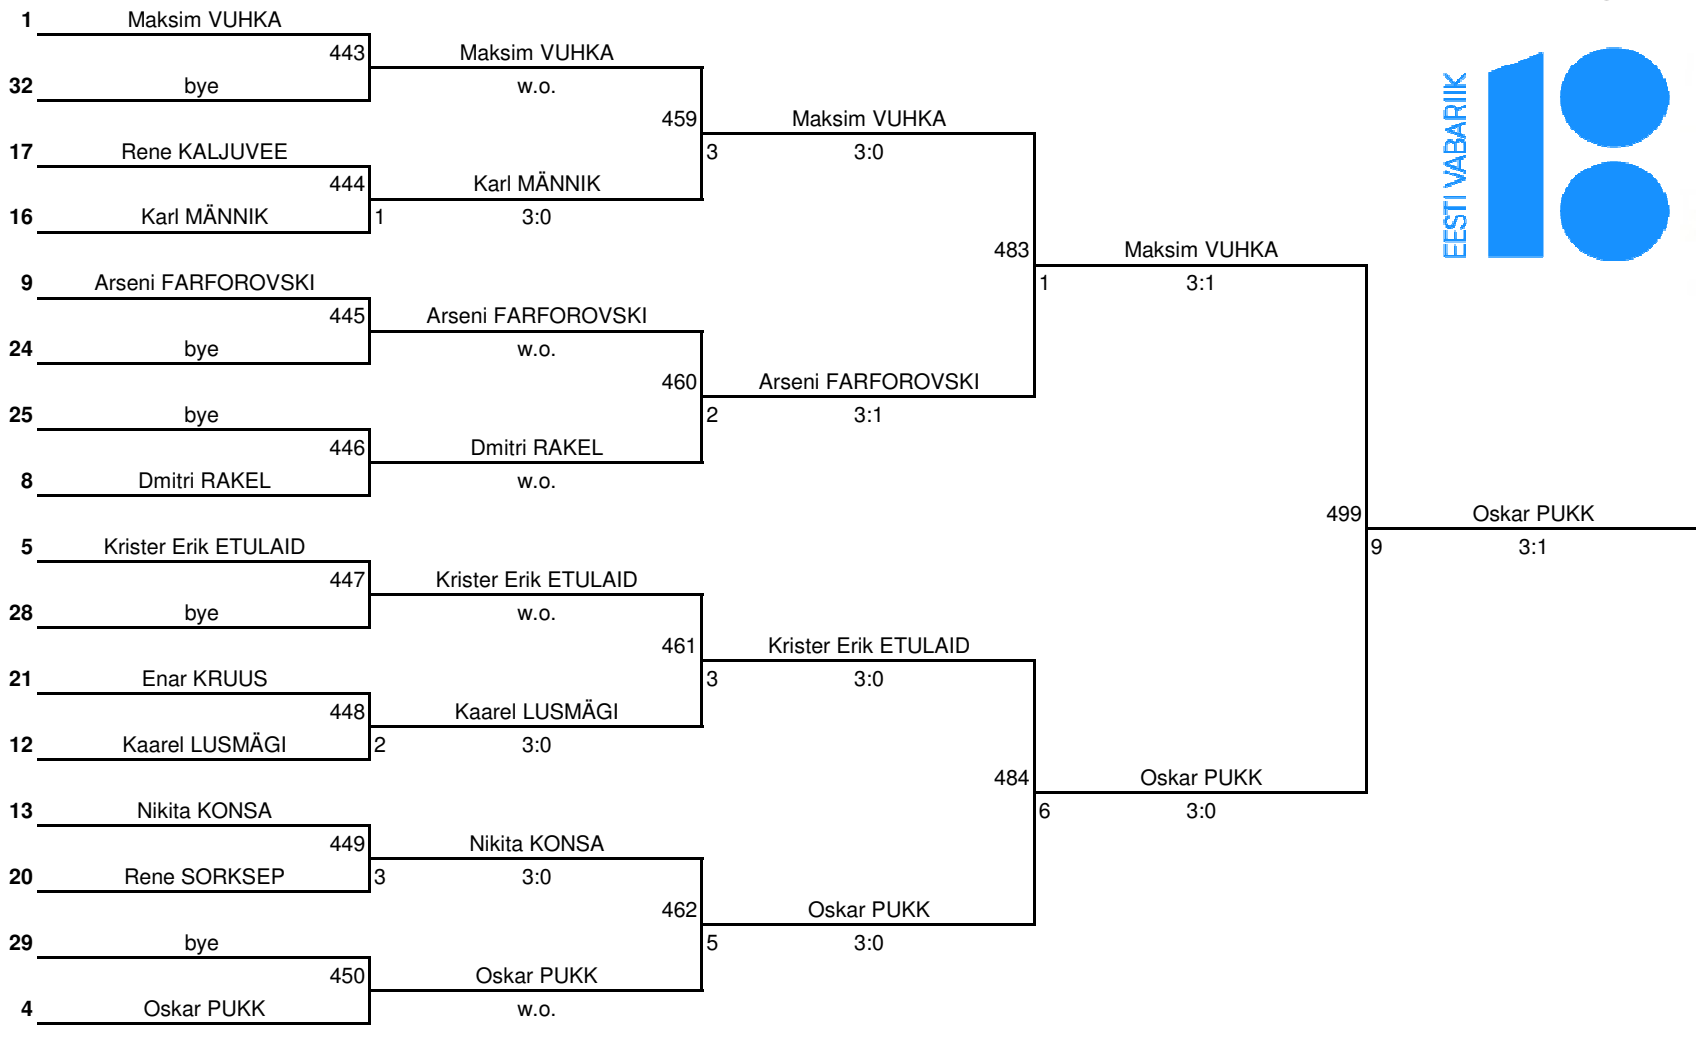 1 Maksim VUHKA
443 Maksim VUHKA
32 bye w.o.
459 Maksim VUHKA
17 Rene KALJUVEE 3 3:0
444 Karl MÄNNIK
16 Karl MÄNNIK 1 3:0
483 Maksim VUHKA
9 Arseni FARFOROVSKI 1 3:1
445 Arseni FARFOROVSKI
24 bye w.o.
460 Arseni FARFOROVSKI
25 bye 2 3:1
446 Dmitri RAKEL
8 Dmitri RAKEL w.o.
499 Oskar PUKK
5 Krister Erik ETULAID 9 3:1
447 Krister Erik ETULAID
28 bye w.o.
461 Krister Erik ETULAID
21 Enar KRUUS 3 3:0
448 Kaarel LUSMÄGI
12 Kaarel LUSMÄGI 2 3:0
484 Oskar PUKK
13 Nikita KONSA 6 3:0
449 Nikita KONSA
20 Rene SORKSEP 3 3:0
462 Oskar PUKK
29 bye 5 3:0
450 Oskar PUKK
4 Oskar PUKK w.o.
EESTI VABARIIK
100